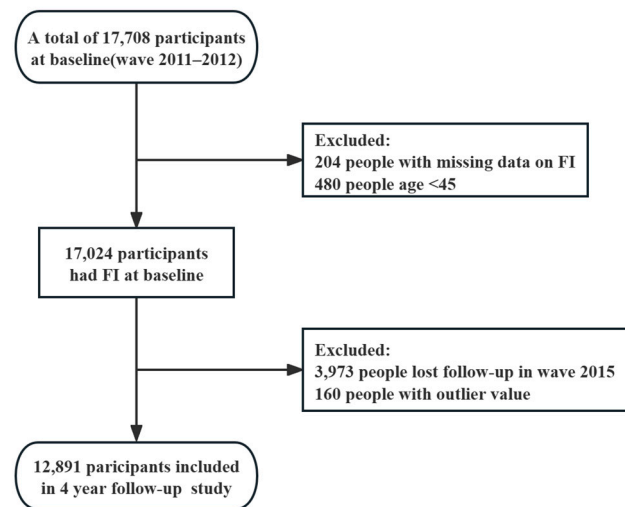 A total of 17,708 participants
at baseline(wave 2011–2012)
Excluded:
204 people with missing data on FI
480 people age <45
17,024 participants
had FI at baseline
Excluded:
3,973 people lost follow-up in wave 2015
160 people with outlier value
12,891 paricipants included
in 4 year follow-up study